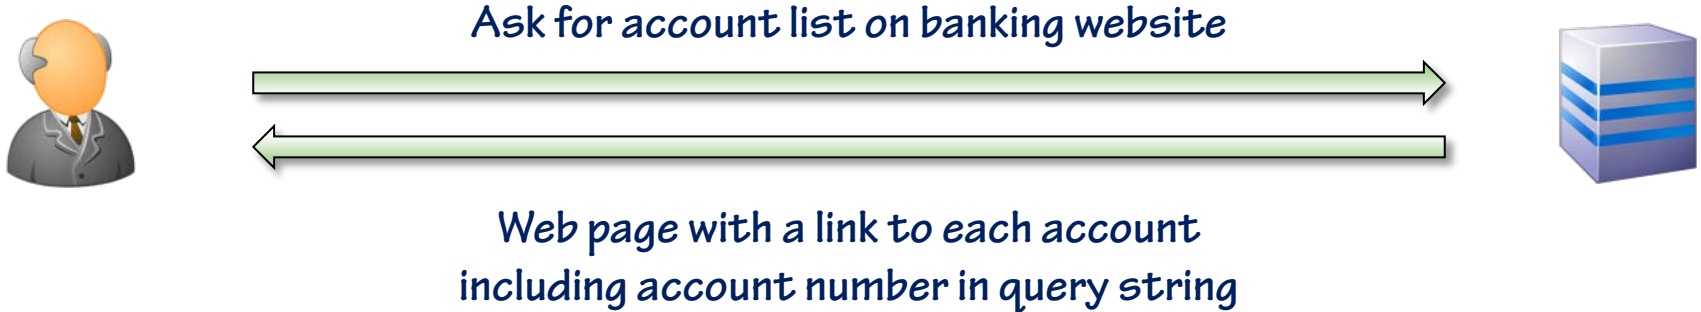 Ask for account list on banking website
Web page with a link to each account
including account number in query string